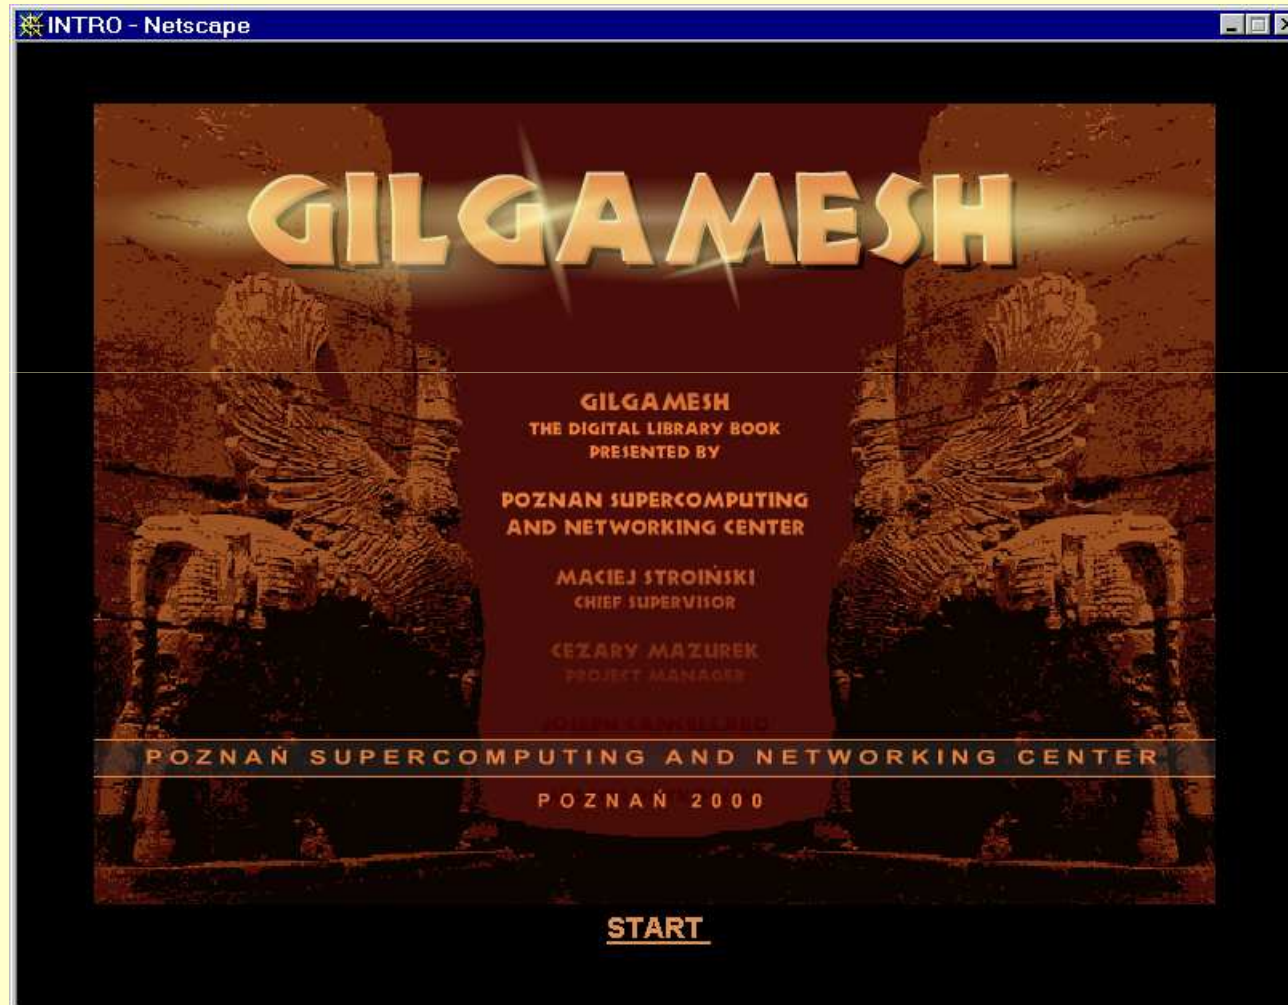 INTRO - Netscape
GILGAMESH
GILGAMESH
THE DIGITAL LIBRARY BOOK
PRESENTED BY
POZNAN SUPERCOMPUTING
AND NETWORKING CENTER
MACIEJ STROIŃSKI
CHIEF SUPERVISOR
CEZARY MAZUREK
PROJECT MANAGER
POZNAŃ SUPERCOMPUTING AND NETWORKING CENTER
POZNAŃ 2000
START